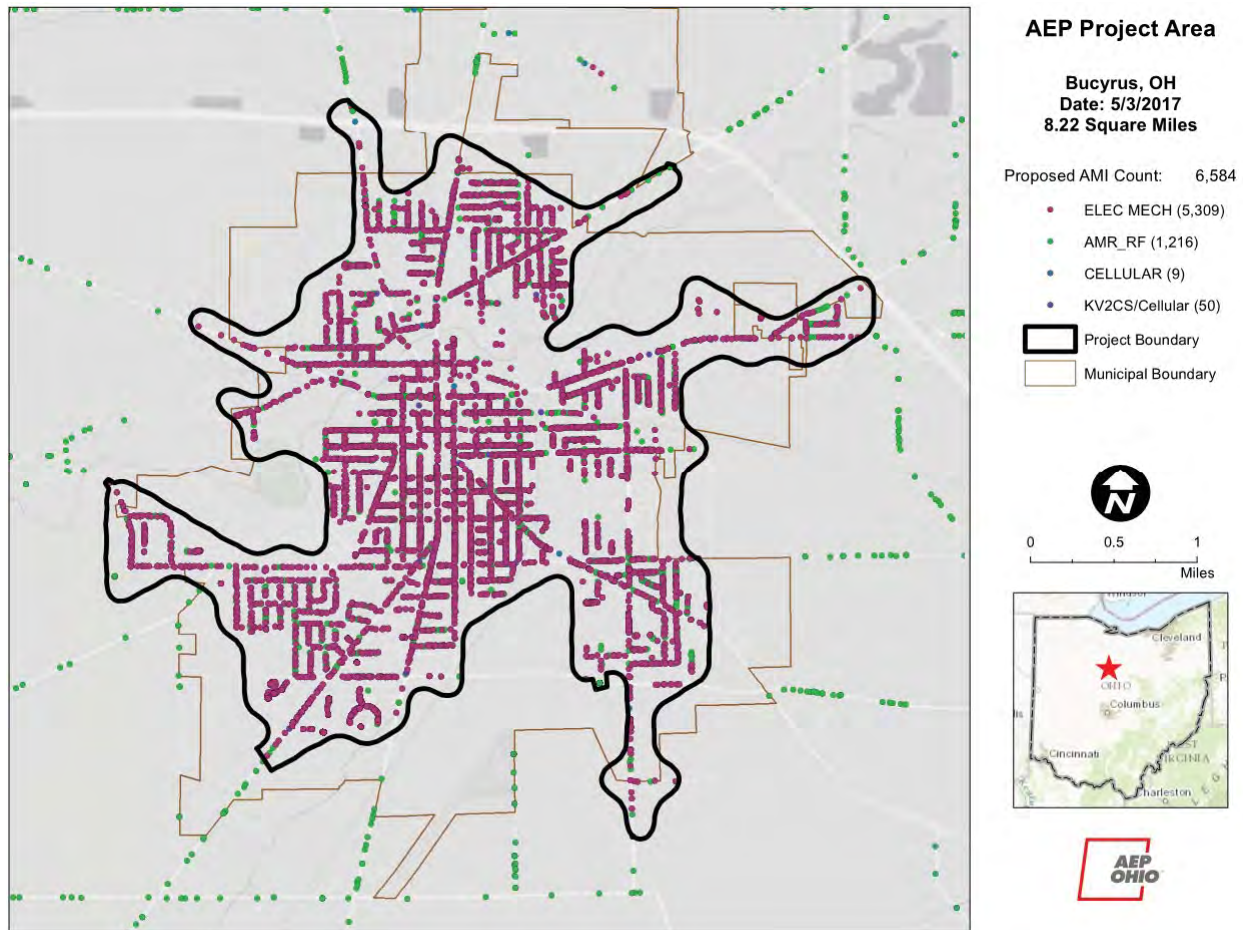 AEP Project Area
Bucyrus, OH
Date: 5/3/2017
8.22 Square Miles
Proposed AMI Count: 6,584
ELEC MECH (5,309)
AMR_RF (1,216)
CELLULAR (9)
KV2CS/Cellular (50)
Project Boundary
Municipal Boundary
N
0 0.5 1
Miles
Cleveland
OHIO
Columbus
Cincinnati
Charleston
AEP
OHIO